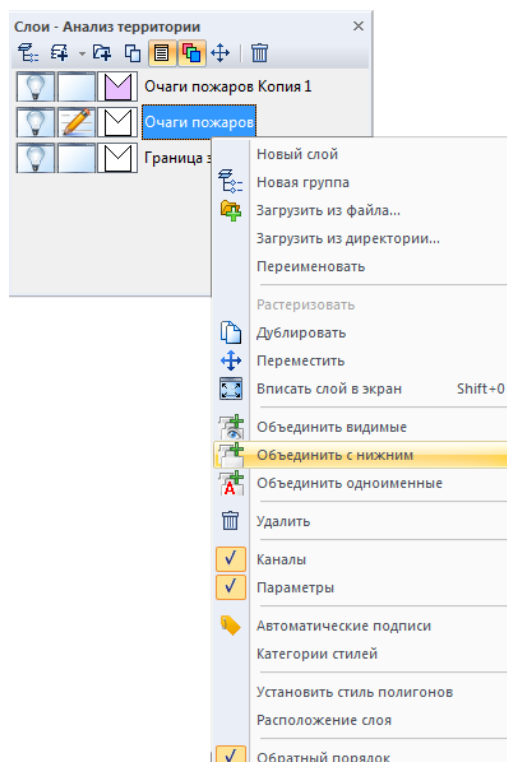 Слои - Анализ территории
Очаги пожаров Копия 1
Очаги пожаров
Граница з
Новый слой
Новая группа
Загрузить из файла...
Загрузить из директории...
Переименовать
Растеризовать
Дублировать
Переместить
Вписать слой в экран Shift+0
Объединить видимые
Объединить с нижним
Объединить одноименные
Удалить
Каналы
Параметры
Автоматические подписи
Категории стилей
Установить стиль полигонов
Расположение слоя
Обратный порядок